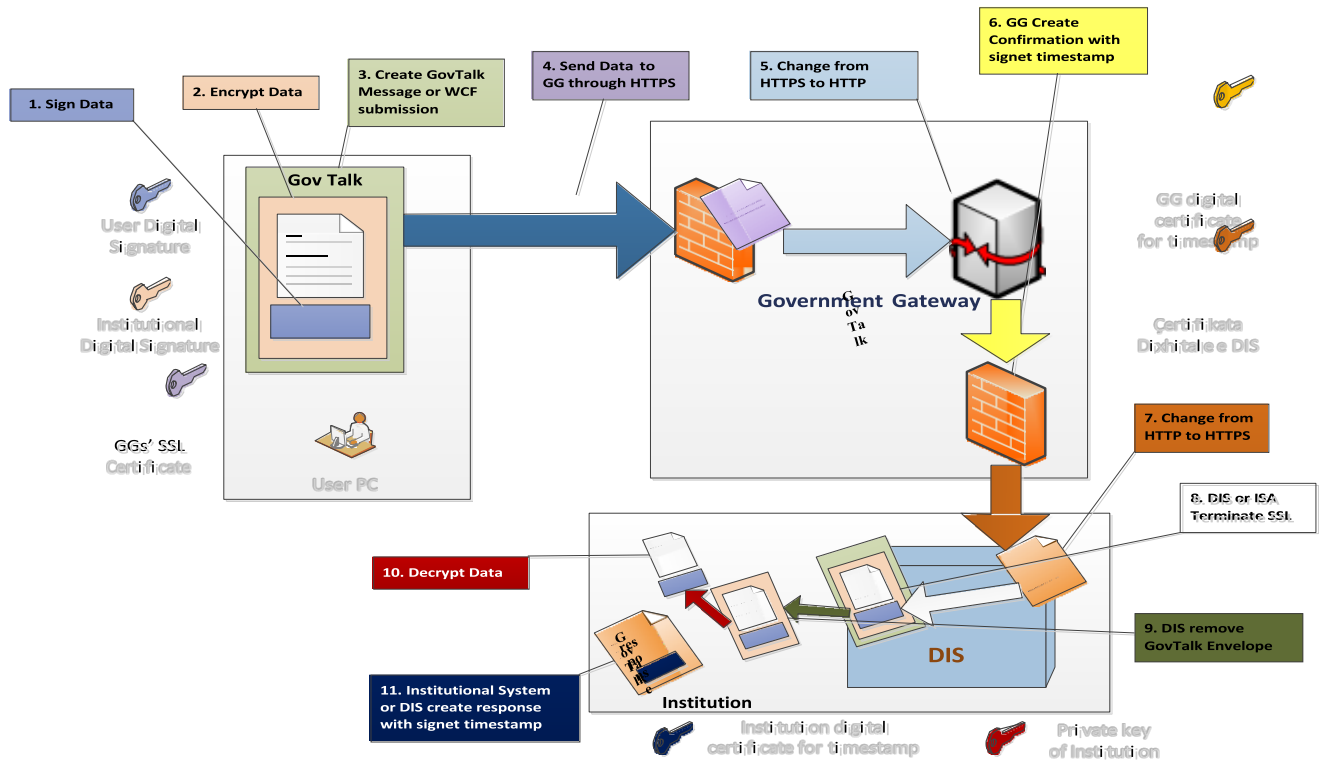 6. GG Create
Confirmation with
signet timestamp
3. Create GovTalk
Message or WCF
submission
4. Send Data to
GG through HTTPS
5. Change from
HTTPS to HTTP
2. Encrypt Data
1. Sign Data
Gov Talk
User Digital
Signature
GG digital
certificate
for timestamp
Government Gateway
G
ov
Ta
lk
Institutional
Digital Signature
Certifikata
Dixhitale e DIS
GGs' SSL
Certificate
User PC
7. Change from
HTTP to HTTPS
8. DIS or ISA
Terminate SSL
10. Decrypt Data
9. DIS remove
GovTalk Envelope
DIS
11. Institutional System
or DIS create response
with signet timestamp
Institution
Institution digital
certificate for timestamp
Private key
of Institution